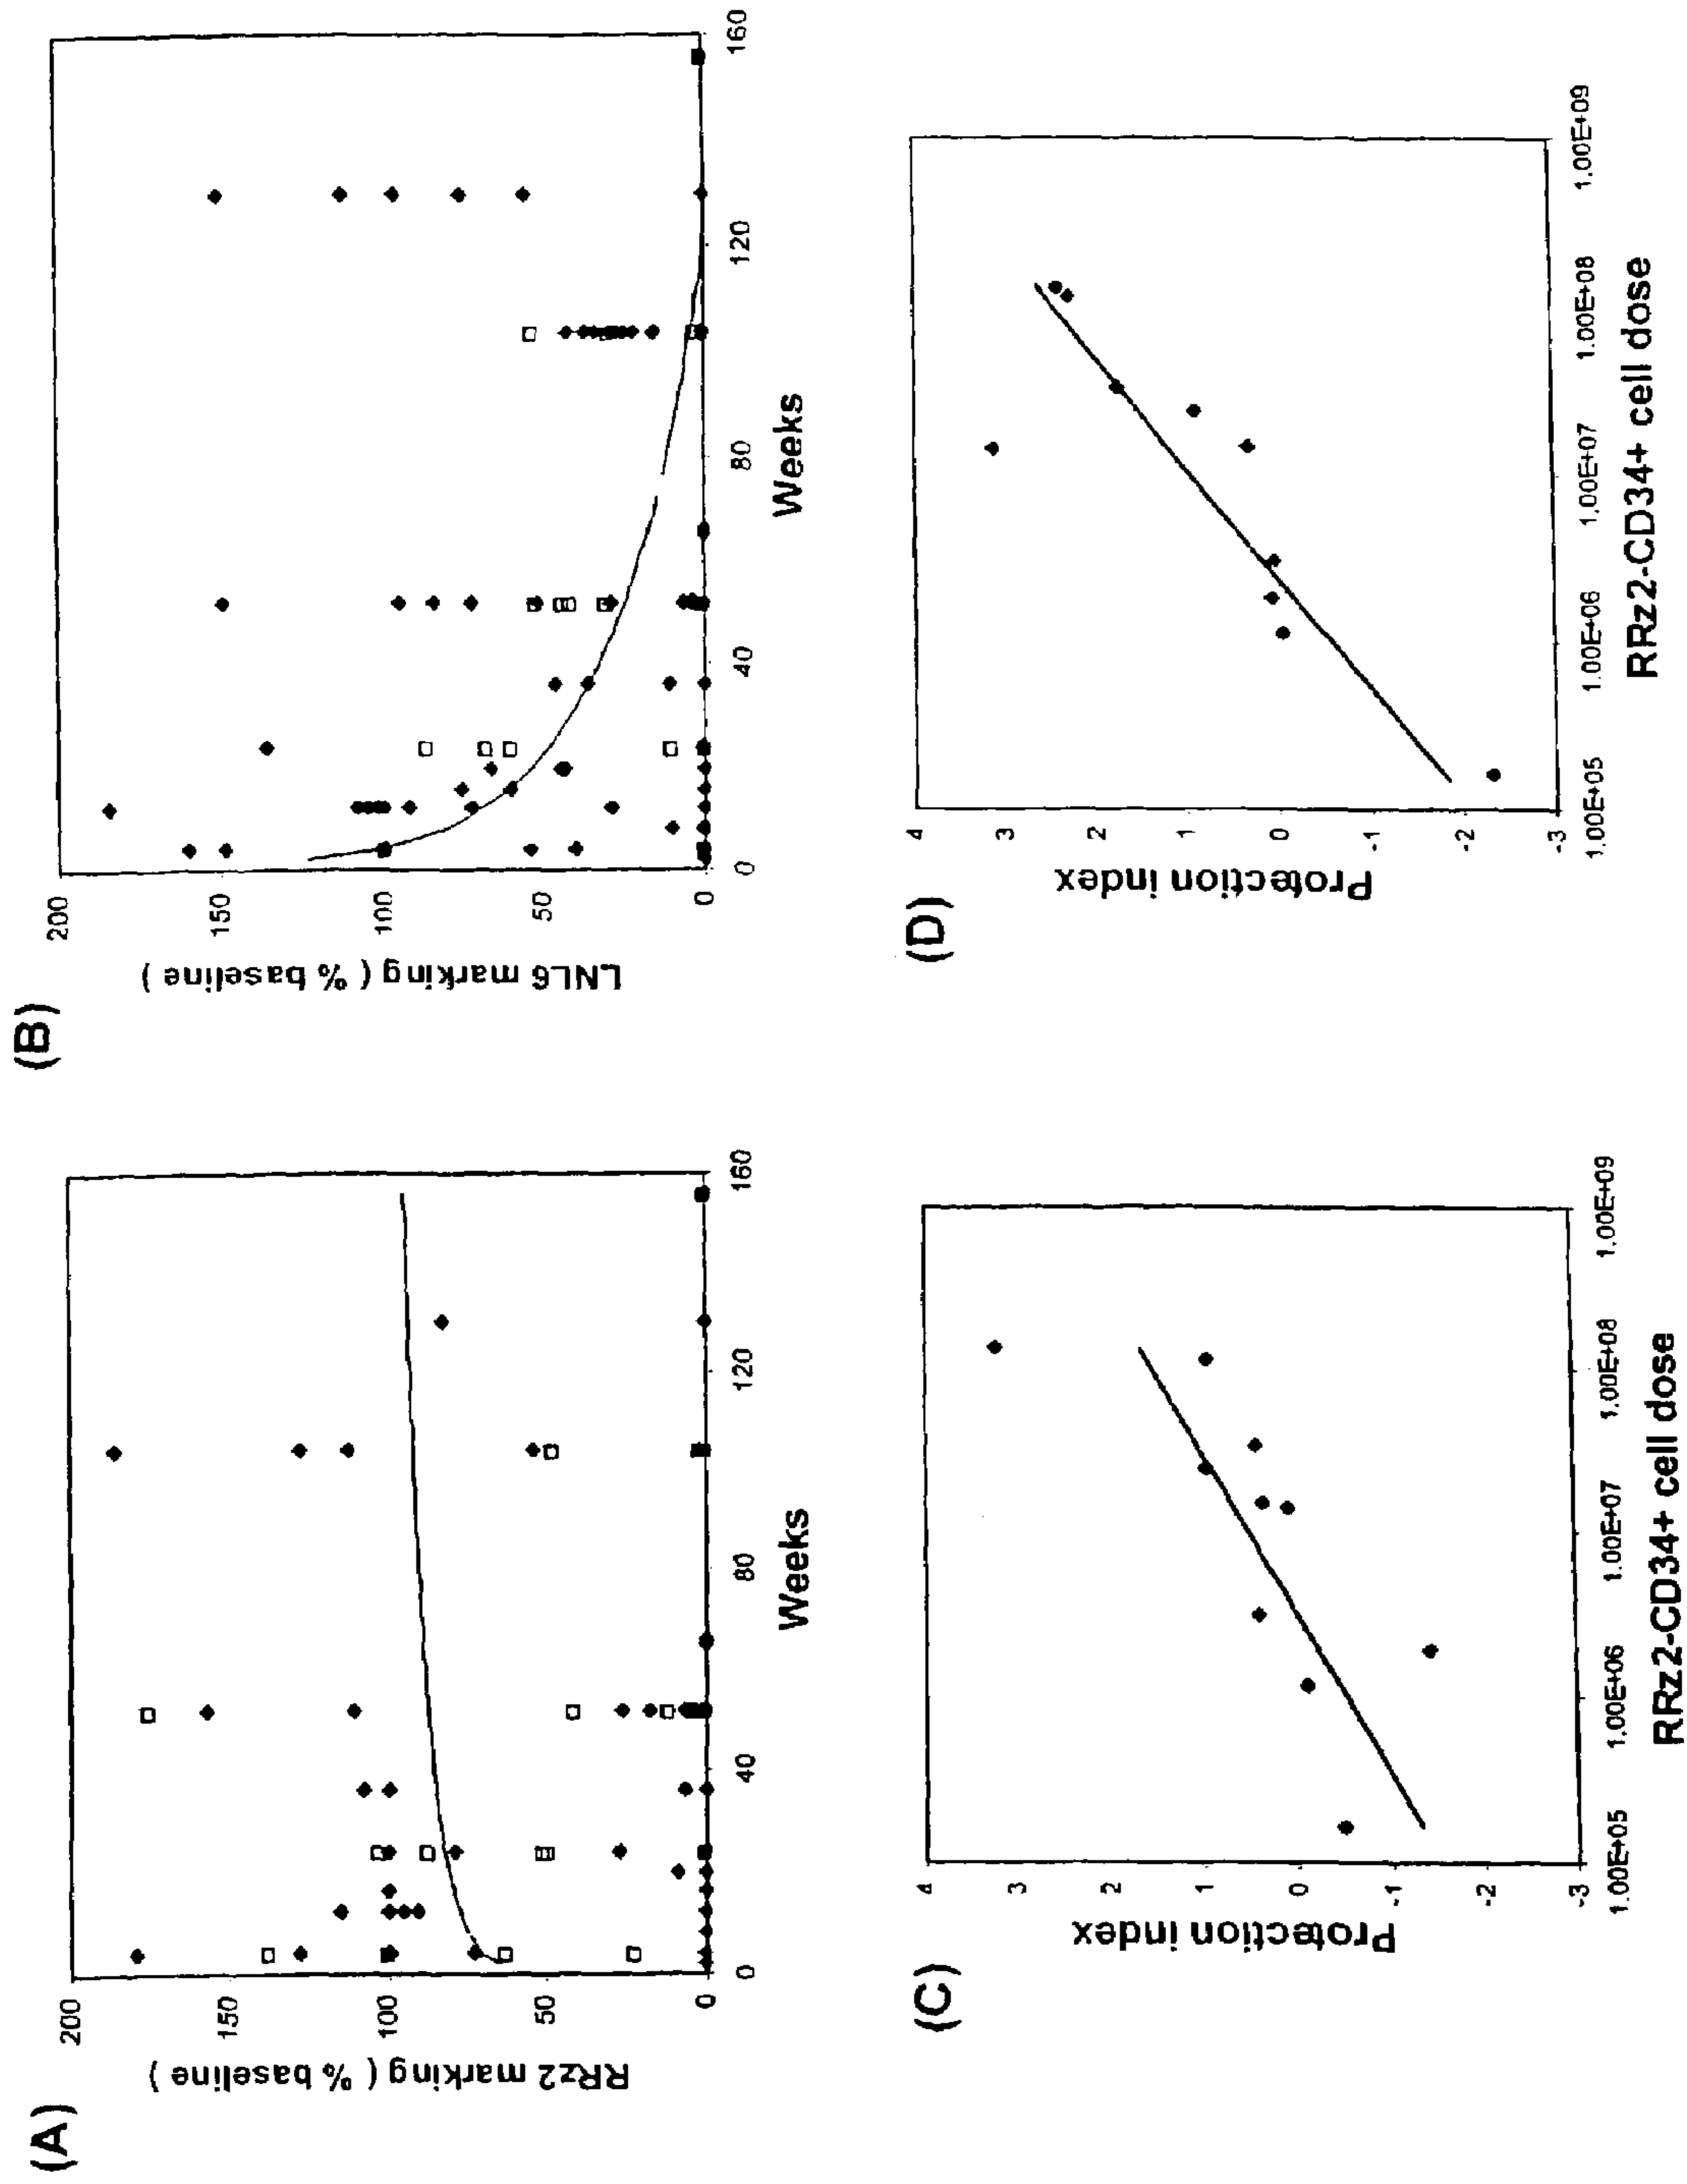 (A)
RRz2 marking ( % baseline )
200
150
100
50
0
0
40
80
120
160
Weeks
(B)
LNL6 marking ( % baseline )
200
150
100
50
0
0
40
80
120
160
Weeks
(C)
Protection index
4
3
2
1
0
-1
-2
-3
1.00E+05
1.00E+06
1.00E+07
1.00E+08
1.00E+09
RRz2-CD34+ cell dose
(D)
Protection index
4
3
2
1
0
-1
-2
-3
1.00E+05
1.00E+06
1.00E+07
1.00E+08
1.00E+09
RRz2-CD34+ cell dose